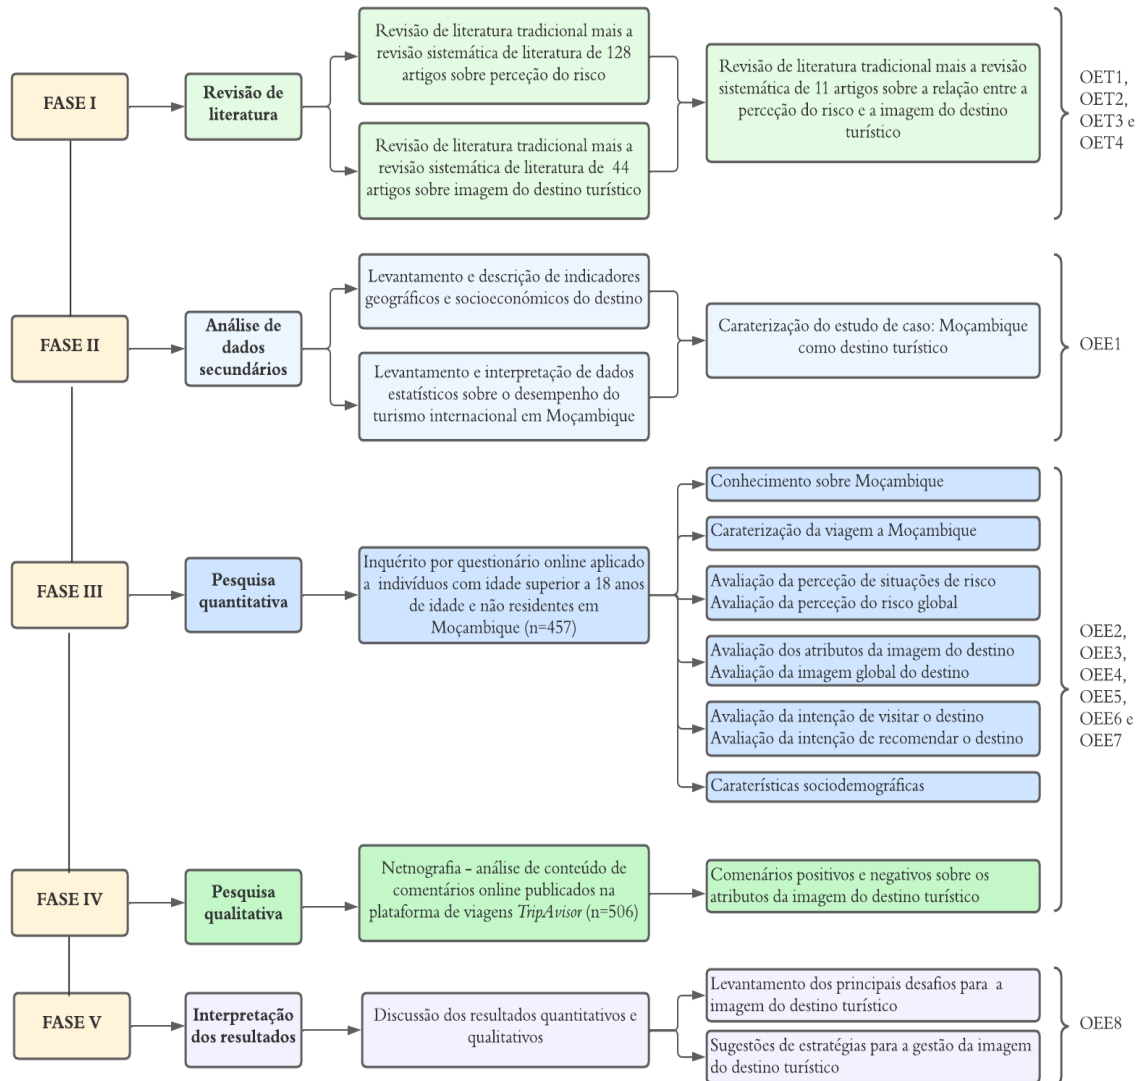 FASE I
Revisão de
literatura
Revisão de literatura tradicional mais a
revisão sistemática de literatura de 128
artigos sobre perceção do risco
Revisão de literatura tradicional mais a
revisão sistemática de literatura de  44
artigos sobre imagem do destino turístico
Revisão de literatura tradicional mais a revisão
sistemática de 11 artigos sobre a relação entre a
perceção do risco e a imagem do destino
turístico
OET1,
OET2,
OET3 e
OET4
FASE II
Análise de
dados
secundários
Levantamento e descrição de indicadores
geográficos e socioeconómicos do destino
Levantamento e interpretação de dados
estatísticos sobre o desempenho do
turismo internacional em Moçambique
Caraterização do estudo de caso: Moçambique
como destino turístico
OEE1
FASE III
Pesquisa
quantitativa
Inquérito por questionário online aplicado
a  indivíduos com idade superior a 18 anos
de idade e não residentes em
Moçambique (n=457)
Conhecimento sobre Moçambique
Caraterização da viagem a Moçambique
Avaliação da perceção de situações de risco
Avaliação da perceção do risco global
Avaliação dos atributos da imagem do destino
Avaliação da imagem global do destino
Avaliação da intenção de visitar o destino
Avaliação da intenção de recomendar o destino
Caraterísticas sociodemográficas
OEE2,
OEE3,
OEE4,
OEE5,
OEE6 e
OEE7
FASE IV
Pesquisa
qualitativa
Netnografia - análise de conteúdo de
comentários online publicados na
plataforma de viagens TripAvisor (n=506)
Comenários positivos e negativos sobre os
atributos da imagem do destino turístico
FASE V
Interpretação
dos resultados
Discussão dos resultados quantitativos e
qualitativos
Levantamento dos principais desafios para  a
imagem do destino turístico
Sugestões de estratégias para a gestão da imagem
do destino turístico
OEE8